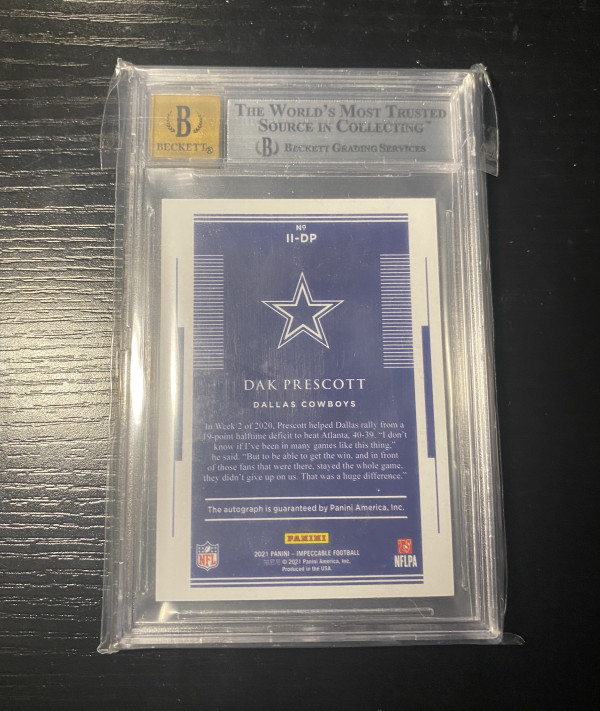 B
BECKETT®
THE WORLD'S MOST TRUSTED
SOURCE IN COLLECTING™
(B) BECKETT GRADING SERVICES
Nº
II-DP
DAK PRESCOTT
DALLAS COWBOYS
In Week 2 of 2020, Prescott helped Dallas rally from a
19-point halftime deficit to beat Atlanta, 40-39. "I don't
know if I've been in many games like this thing,"
he said. "But to be able to get the win, and in front
of those fans that were there, stayed the whole game,
they didn't give up on us. That was a huge difference."
The autograph is guaranteed by Panini America, Inc.
PANINI
2021 PANINI - IMPECCABLE FOOTBALL
© 2021 Panini America, Inc.
Produced in the USA.
NFL
NFLPA